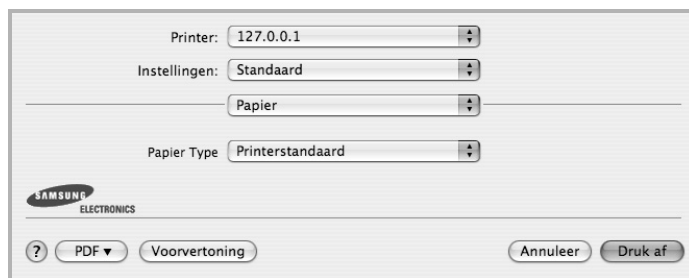 Printer: 127.0.0.1
Instellingen: Standaard
Papier
Papier Type Printerstandaard
SAMSUNG
ELECTRONICS
? PDF ▼ Voorvertoning Annuleer Druk af